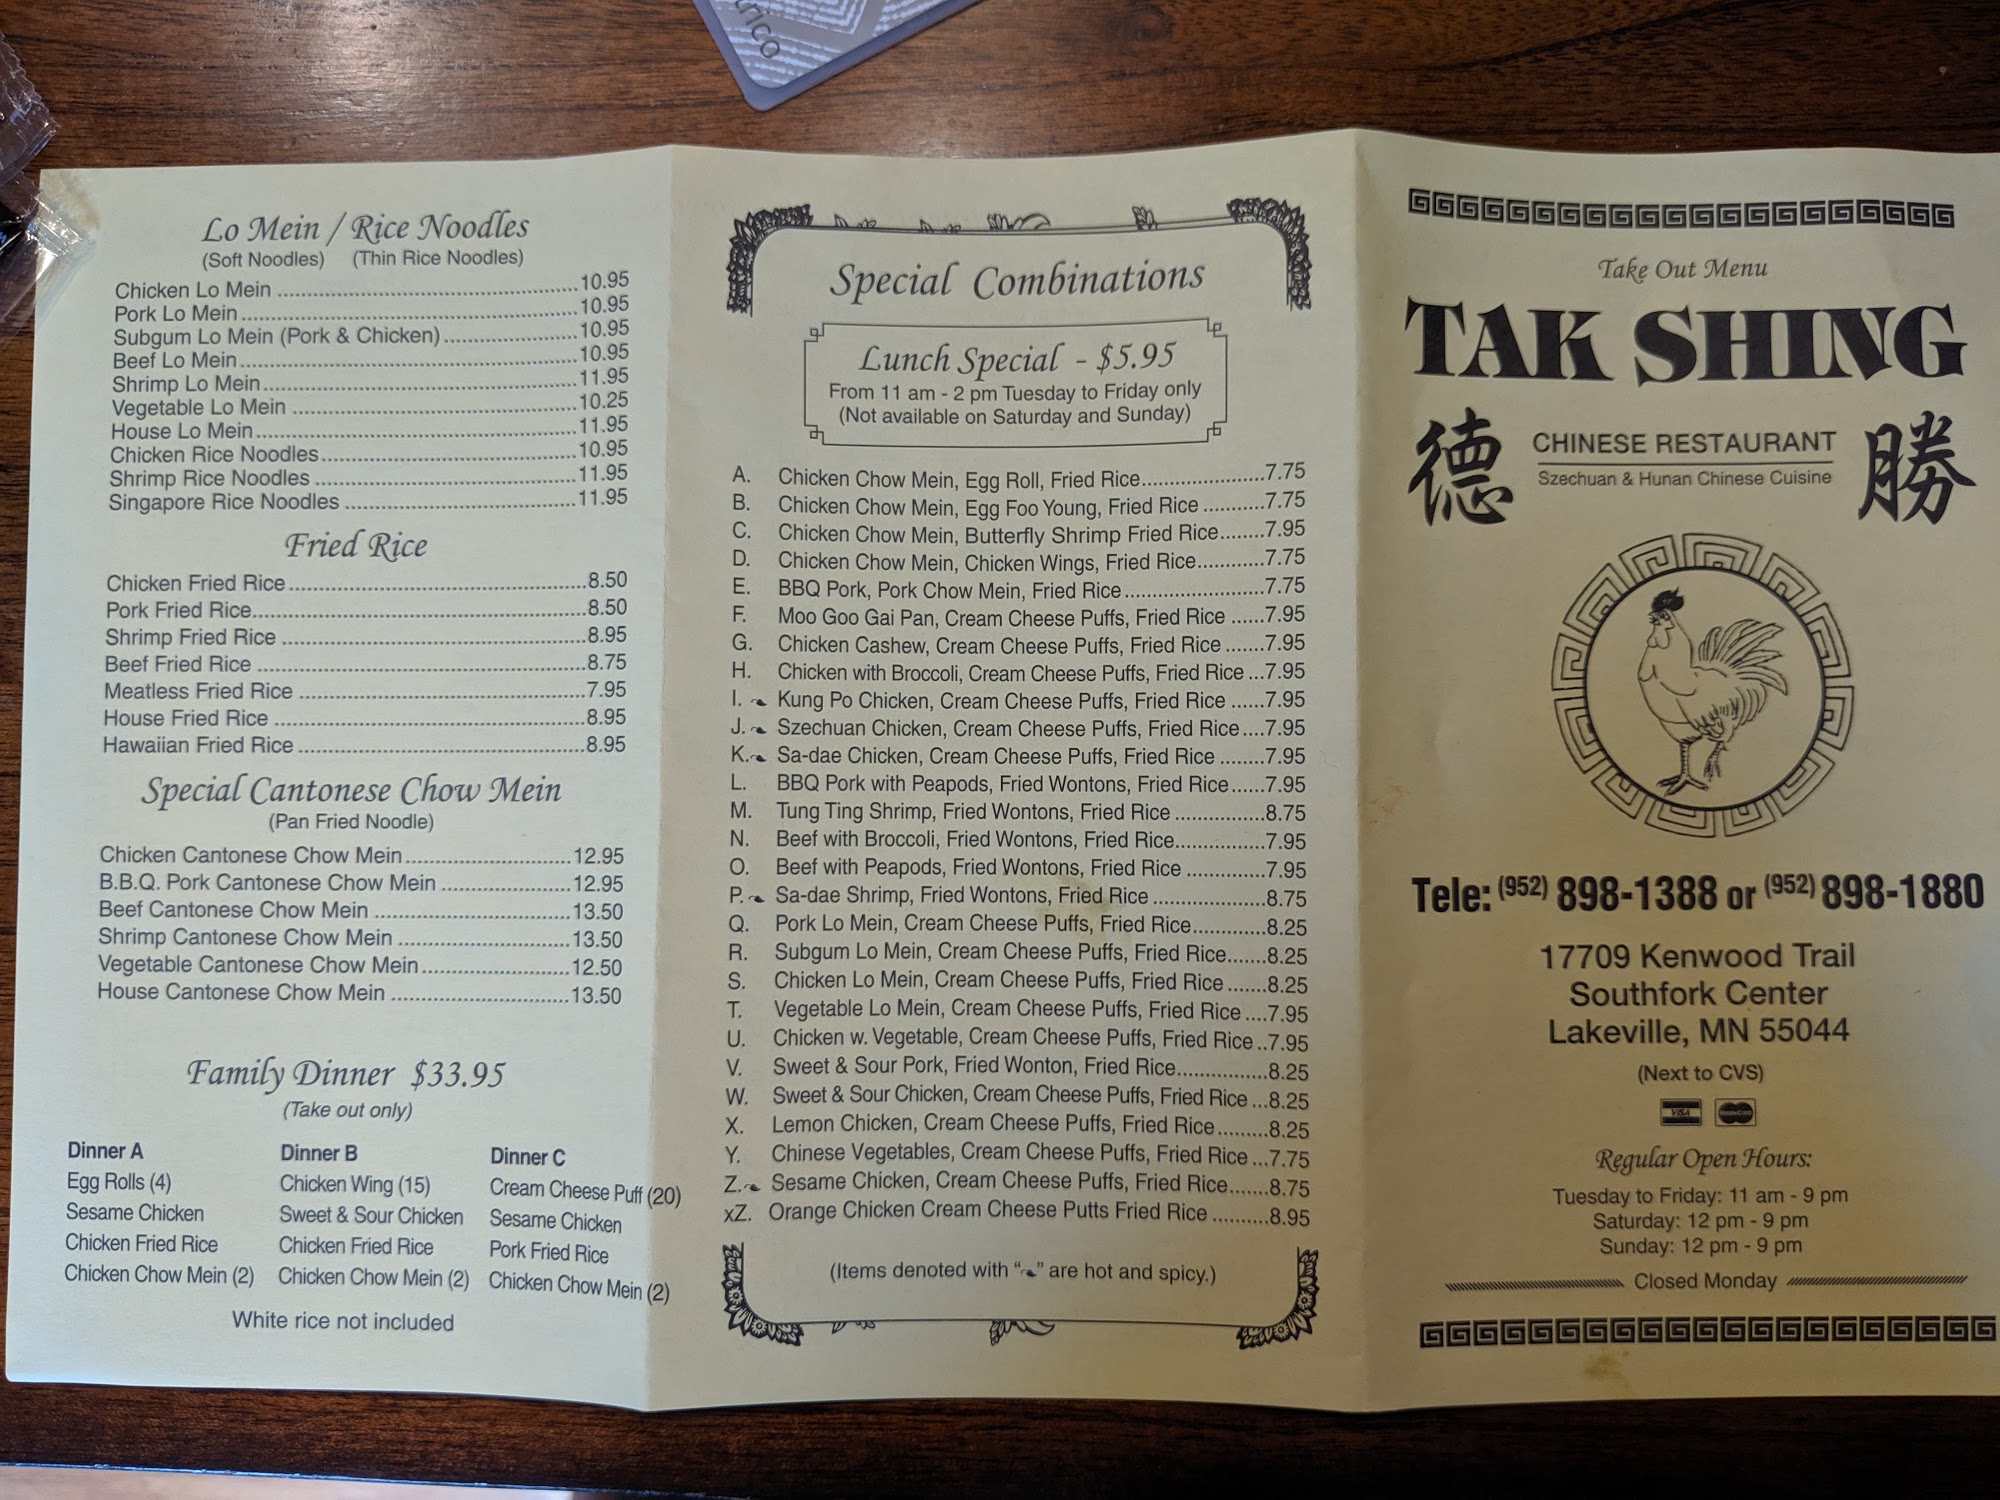 trico
Lo Mein / Rice Noodles
(Soft Noodles) (Thin Rice Noodles)
Chicken Lo Mein ....................10.95
Pork Lo Mein ....................10.95
Subgum Lo Mein (Pork & Chicken) ....................10.95
Beef Lo Mein ....................10.95
Shrimp Lo Mein ....................11.95
Vegetable Lo Mein ....................10.25
House Lo Mein ....................11.95
Chicken Rice Noodles ....................10.95
Shrimp Rice Noodles ....................11.95
Singapore Rice Noodles ....................11.95
Fried Rice
Chicken Fried Rice ....................8.50
Pork Fried Rice ....................8.50
Shrimp Fried Rice ....................8.95
Beef Fried Rice ....................8.75
Meatless Fried Rice ....................7.95
House Fried Rice ....................8.95
Hawaiian Fried Rice ....................8.95
Special Cantonese Chow Mein
(Pan Fried Noodle)
Chicken Cantonese Chow Mein ....................12.95
B.B.Q. Pork Cantonese Chow Mein ....................12.95
Beef Cantonese Chow Mein ....................13.50
Shrimp Cantonese Chow Mein ....................13.50
Vegetable Cantonese Chow Mein ....................12.50
House Cantonese Chow Mein ....................13.50
Family Dinner $33.95
(Take out only)
Dinner A
Egg Rolls (4)
Sesame Chicken
Chicken Fried Rice
Chicken Chow Mein (2)
Dinner B
Chicken Wing (15)
Sweet & Sour Chicken
Chicken Fried Rice
Chicken Chow Mein (2)
Dinner C
Cream Cheese Puff (20)
Sesame Chicken
Pork Fried Rice
Chicken Chow Mein (2)
White rice not included
Special Combinations
Lunch Special - $5.95
From 11 am - 2 pm Tuesday to Friday only
(Not available on Saturday and Sunday)
A. Chicken Chow Mein, Egg Roll, Fried Rice..........7.75
B. Chicken Chow Mein, Egg Foo Young, Fried Rice ..........7.75
C. Chicken Chow Mein, Butterfly Shrimp Fried Rice........7.95
D. Chicken Chow Mein, Chicken Wings, Fried Rice..........7.75
E. BBQ Pork, Pork Chow Mein, Fried Rice ..........7.75
F. Moo Goo Gai Pan, Cream Cheese Puffs, Fried Rice ......7.95
G. Chicken Cashew, Cream Cheese Puffs, Fried Rice .......7.95
H. Chicken with Broccoli, Cream Cheese Puffs, Fried Rice ...7.95
I. Kung Po Chicken, Cream Cheese Puffs, Fried Rice ......7.95
J. Szechuan Chicken, Cream Cheese Puffs, Fried Rice....7.95
K. Sa-dae Chicken, Cream Cheese Puffs, Fried Rice ........7.95
L. BBQ Pork with Peapods, Fried Wontons, Fried Rice......7.95
M. Tung Ting Shrimp, Fried Wontons, Fried Rice ..........8.75
N. Beef with Broccoli, Fried Wontons, Fried Rice..........7.95
O. Beef with Peapods, Fried Wontons, Fried Rice ..........7.95
P. Sa-dae Shrimp, Fried Wontons, Fried Rice ..........8.75
Q. Pork Lo Mein, Cream Cheese Puffs, Fried Rice..........8.25
R. Subgum Lo Mein, Cream Cheese Puffs, Fried Rice.......8.25
S. Chicken Lo Mein, Cream Cheese Puffs, Fried Rice .......8.25
T. Vegetable Lo Mein, Cream Cheese Puffs, Fried Rice ....7.95
U. Chicken w. Vegetable, Cream Cheese Puffs, Fried Rice ..7.95
V. Sweet & Sour Pork, Fried Wonton, Fried Rice..........8.25
W. Sweet & Sour Chicken, Cream Cheese Puffs, Fried Rice ...8.25
X. Lemon Chicken, Cream Cheese Puffs, Fried Rice.........8.25
Y. Chinese Vegetables, Cream Cheese Puffs, Fried Rice ...7.75
Z. Sesame Chicken, Cream Cheese Puffs, Fried Rice.......8.75
xZ. Orange Chicken Cream Cheese Putts Fried Rice ..........8.95
(Items denoted with “ ” are hot and spicy.)
Take Out Menu
TAK SHING
德 CHINESE RESTAURANT 勝
Szechuan & Hunan Chinese Cuisine
Tele: (952) 898-1388 or (952) 898-1880
17709 Kenwood Trail
Southfork Center
Lakeville, MN 55044
(Next to CVS)
VISA MasterCard
Regular Open Hours:
Tuesday to Friday: 11 am - 9 pm
Saturday: 12 pm - 9 pm
Sunday: 12 pm - 9 pm
Closed Monday